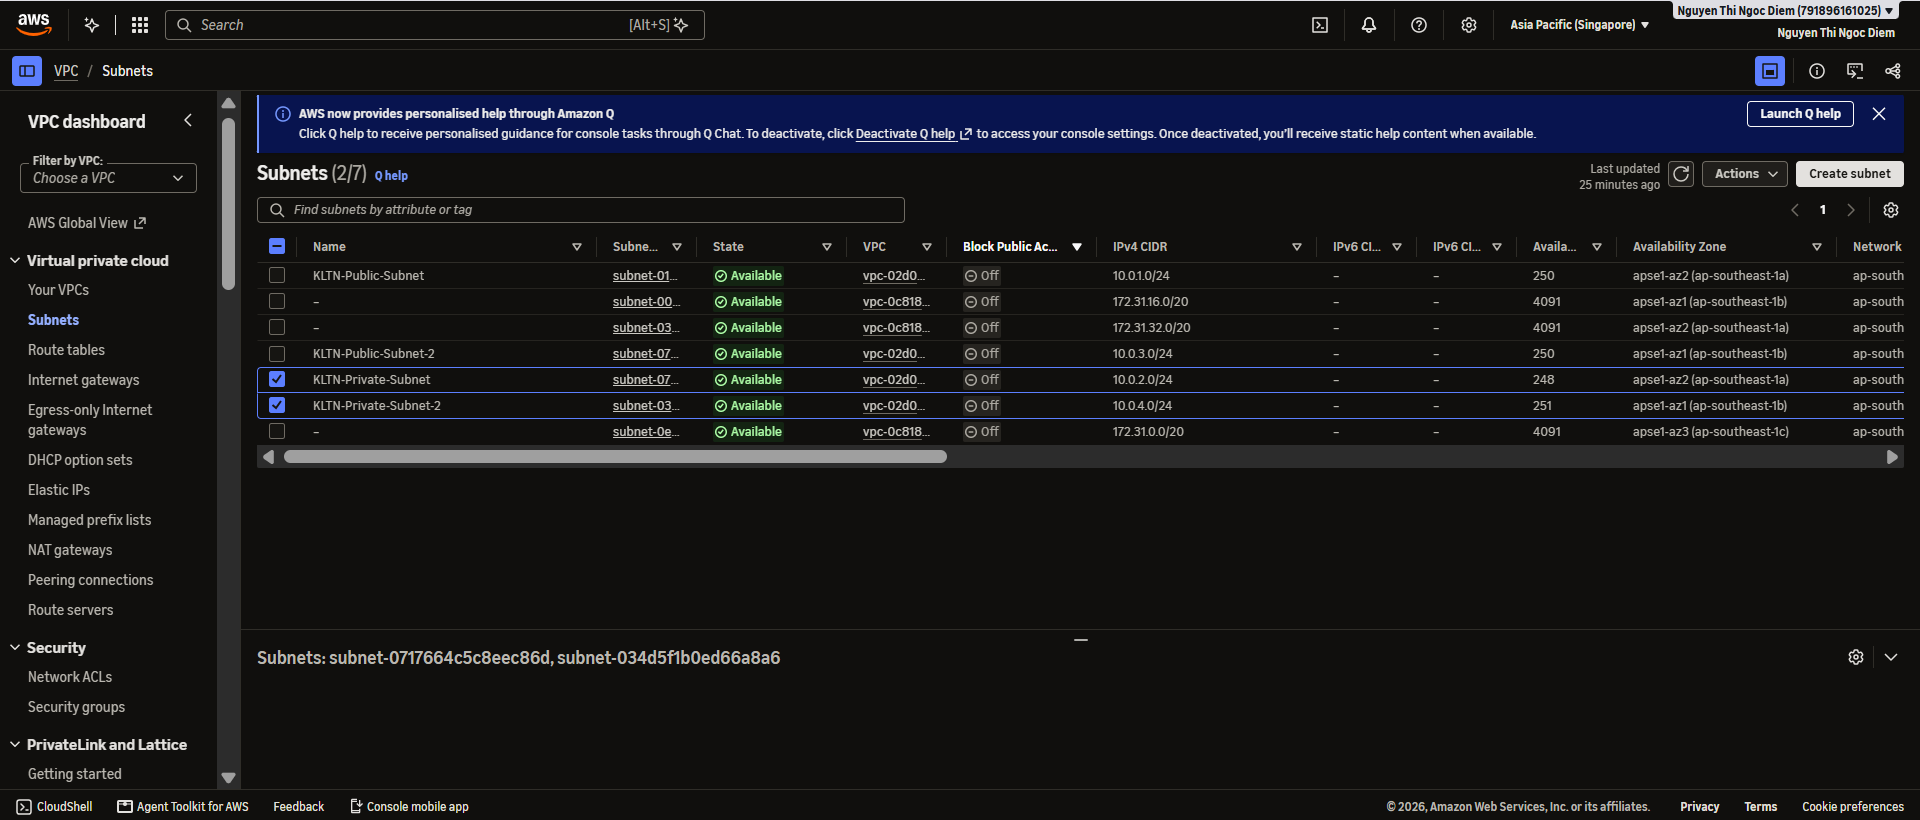 aws
Search [Alt+S]
Asia Pacific (Singapore)
Nguyen Thi Ngoc Diem (791896161025)
Nguyen Thi Ngoc Diem
VPC / Subnets
VPC dashboard
Filter by VPC:
Choose a VPC
AWS Global View
Virtual private cloud
Your VPCs
Subnets
Route tables
Internet gateways
Egress-only Internet
gateways
DHCP option sets
Elastic IPs
Managed prefix lists
NAT gateways
Peering connections
Route servers
Security
Network ACLs
Security groups
PrivateLink and Lattice
Getting started
AWS now provides personalised help through Amazon Q
Click Q help to receive personalised guidance for console tasks through Q Chat. To deactivate, click Deactivate Q help to access your console settings. Once deactivated, you'll receive static help content when available.
Launch Q help
Subnets (2/7) Q help
Last updated
25 minutes ago
Actions
Create subnet
Find subnets by attribute or tag
1
Name Subne... State VPC Block Public Ac... IPv4 CIDR IPv6 CI... IPv6 CI... Availa... Availability Zone Network
KLTN-Public-Subnet subnet-01... Available vpc-02d0... Off 10.0.1.0/24 – – 250 apse1-az2 (ap-southeast-1a) ap-south
– subnet-00... Available vpc-0c818... Off 172.31.16.0/20 – – 4091 apse1-az1 (ap-southeast-1b) ap-south
– subnet-03... Available vpc-0c818... Off 172.31.32.0/20 – – 4091 apse1-az2 (ap-southeast-1a) ap-south
KLTN-Public-Subnet-2 subnet-07... Available vpc-02d0... Off 10.0.3.0/24 – – 250 apse1-az1 (ap-southeast-1b) ap-south
KLTN-Private-Subnet subnet-07... Available vpc-02d0... Off 10.0.2.0/24 – – 248 apse1-az2 (ap-southeast-1a) ap-south
KLTN-Private-Subnet-2 subnet-03... Available vpc-02d0... Off 10.0.4.0/24 – – 251 apse1-az1 (ap-southeast-1b) ap-south
– subnet-0e... Available vpc-0c818... Off 172.31.0.0/20 – – 4091 apse1-az3 (ap-southeast-1c) ap-south
Subnets: subnet-0717664c5c8eec86d, subnet-034d5f1b0ed66a8a6
CloudShell Agent Toolkit for AWS Feedback Console mobile app
© 2026, Amazon Web Services, Inc. or its affiliates. Privacy Terms Cookie preferences